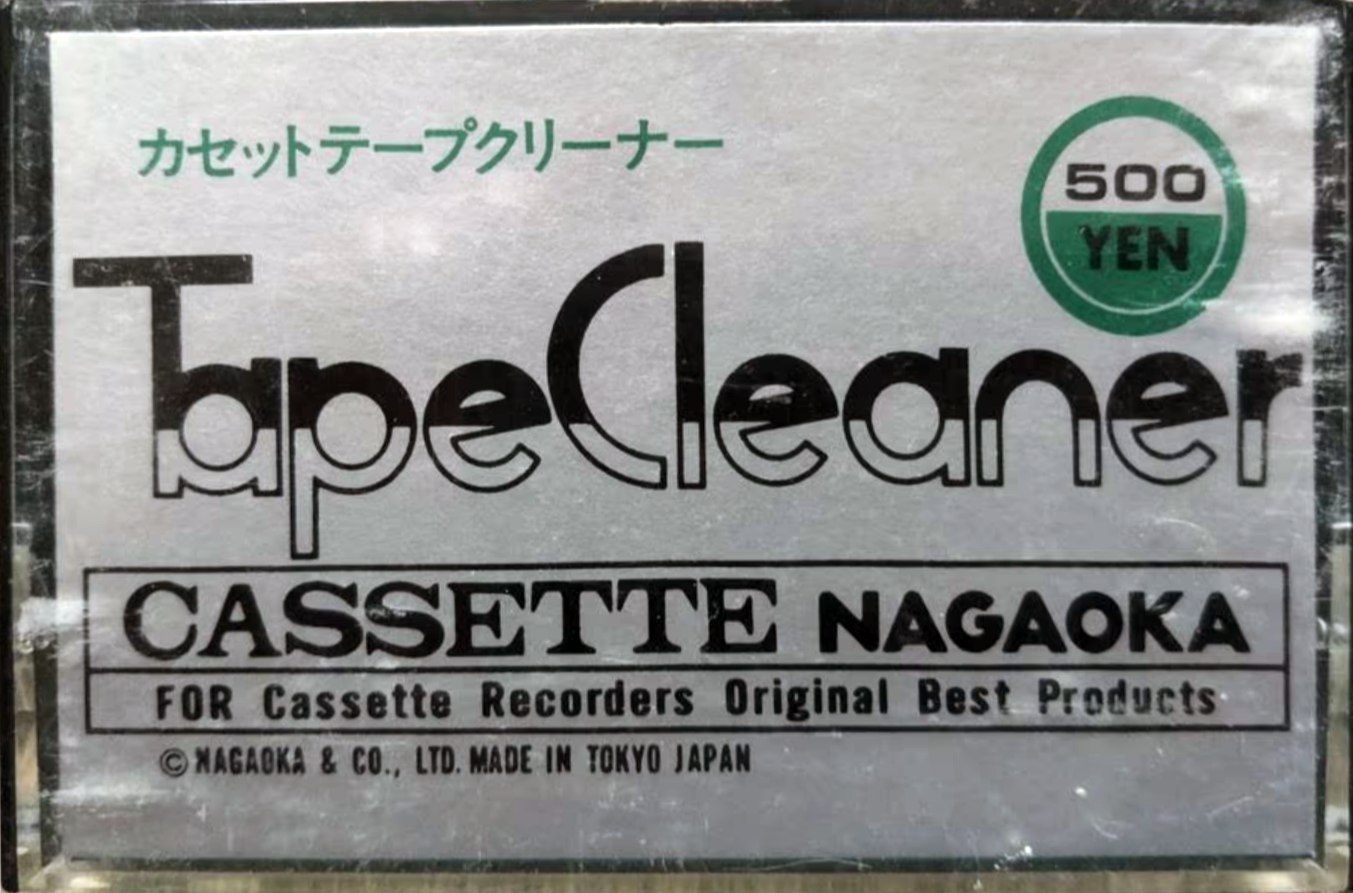 カセットテープクリーナー
500
YEN
TapeCleaner
CASSETTE NAGAOKA
FOR Cassette Recorders Original Best Products
©NAGAOKA & CO., LTD. MADE IN TOKYO JAPAN